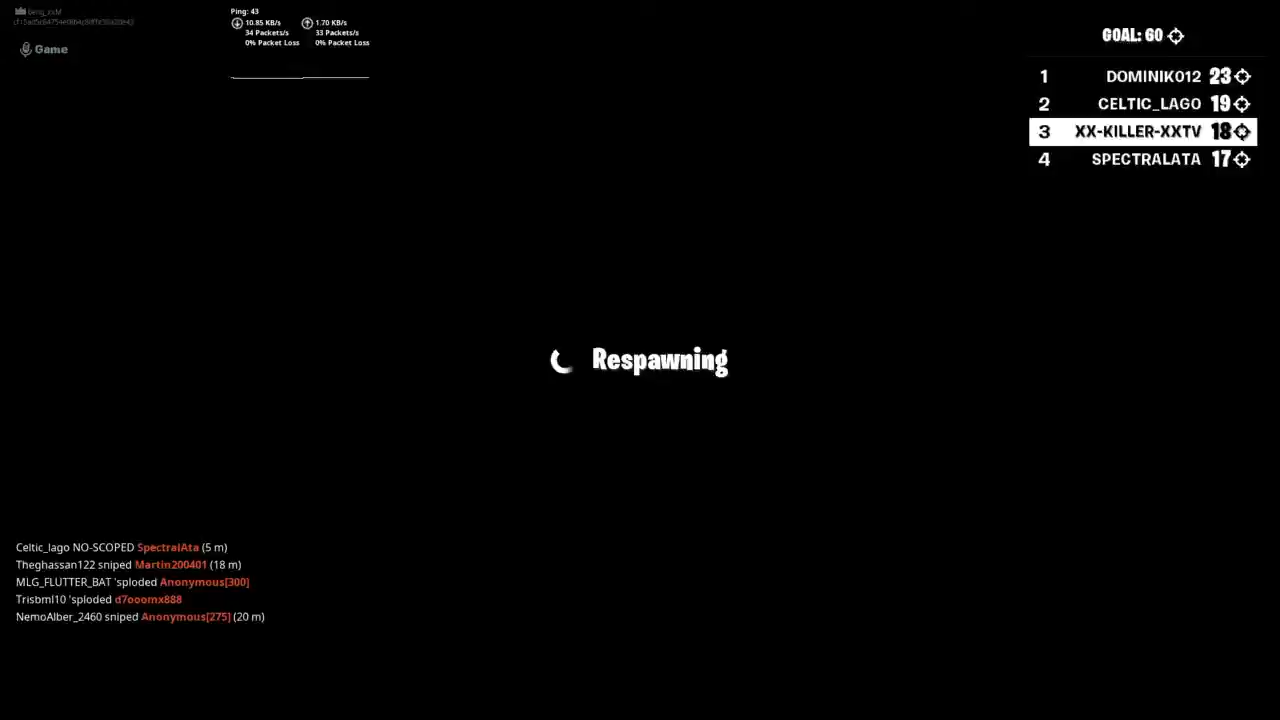 Game
Ping: 43
10.85 KB/s 1.70 KB/s
34 Packets/s 33 Packets/s
0% Packet Loss 0% Packet Loss
GOAL: 60
1 DOMINIK012 23
2 CELTIC_LAGO 19
3 XX-KILLER-XXTV 18
4 SPECTRALATA 17
Respawning
Celtic_lago NO-SCOPED SpectralAta (5 m)
Theghassan122 sniped Martin200401 (18 m)
MLG_FLUTTER_BAT 'sploded Anonymous[300]
Trisbml10 'sploded d7ooomx888
NemoAlber_2460 sniped Anonymous[275] (20 m)